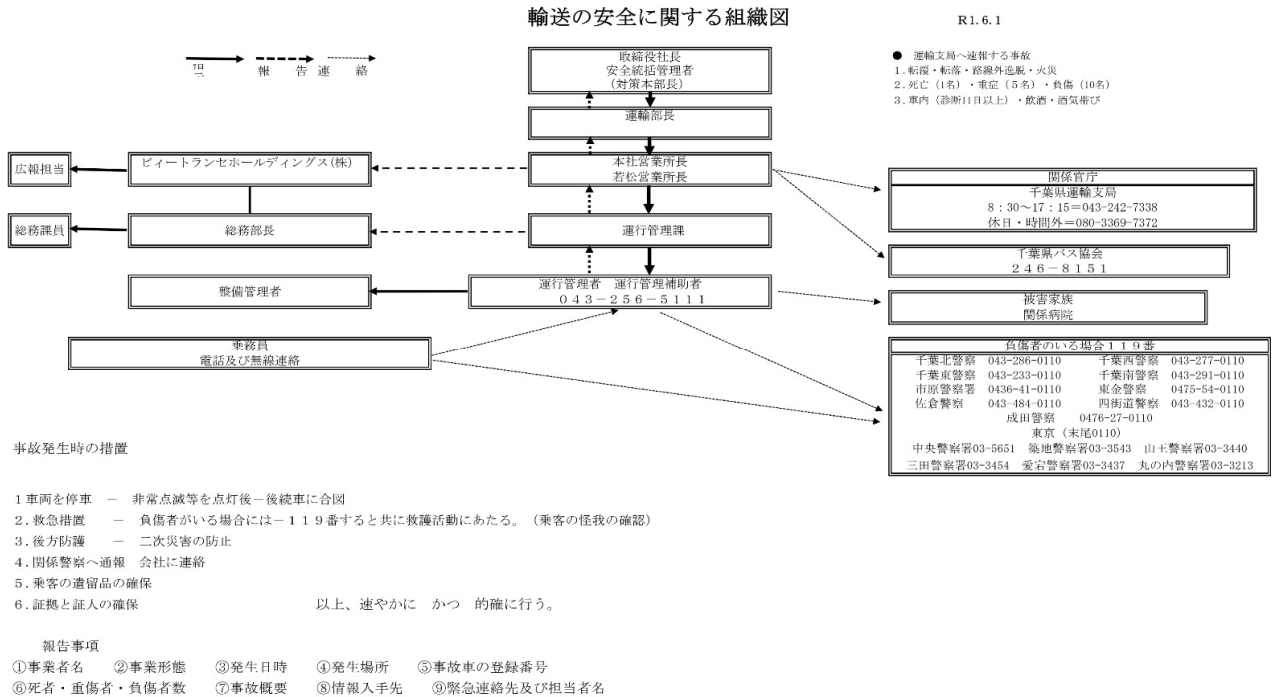 輸送の安全に関する組織図
R1.6.1
報 告 連 絡
取締役社長
安全統括管理者
(対策本部長)
● 運輸支局へ速報する事故
1.転覆・転落・路線外逸脱・火災
2.死亡（1名）・重症（５名）・負傷（10名）
3.車内（診断11日以上）・飲酒・酒気帯び
運輸部長
広報担当
ビィートランセホールディングス(株)
本社営業所長
若松営業所長
関係官庁
千葉県運輸支局
8：30〜17：15＝043-242-7338
休日・時間外＝080-3369-7372
総務課員
総務部長
運行管理課
千葉県バス協会
２４６－８１５１
整備管理者
運行管理者　運行管理補助者
０４３－２５６－５１１１
被害家族
関係病院
乗務員
電話及び無線連絡
負傷者のいる場合１１９番
千葉北警察　043-286-0110　千葉西警察　043-277-0110
千葉東警察　043-233-0110　千葉南警察　043-291-0110
市原警察署　0436-41-0110　東金警察　0475-54-0110
佐倉警察　043-484-0110　四街道警察　043-432-0110
成田警察　0476-27-0110
東京（末尾0110）
中央警察署03-5651　築地警察署03-3543　山王警察署03-3440
三田警察署03-3454　愛宕警察署03-3437　丸の内警察署03-3213
事故発生時の措置
1車両を停車　－　非常点滅等を点灯後－後続車に合図
2.救急措置　－　負傷者がいる場合には－１１９番すると共に救護活動にあたる。（乗客の怪我の確認）
3.後方防護　－　二次災害の防止
4.関係警察へ通報　会社に連絡
5.乗客の遺留品の確保
6.証拠と証人の確保　以上、速やかに　かつ　的確に行う。
報告事項
①事業者名　②事業形態　③発生日時　④発生場所　⑤事故車の登録番号
⑥死者・重傷者・負傷者数　⑦事故概要　⑧情報入手先　⑨緊急連絡先及び担当者名